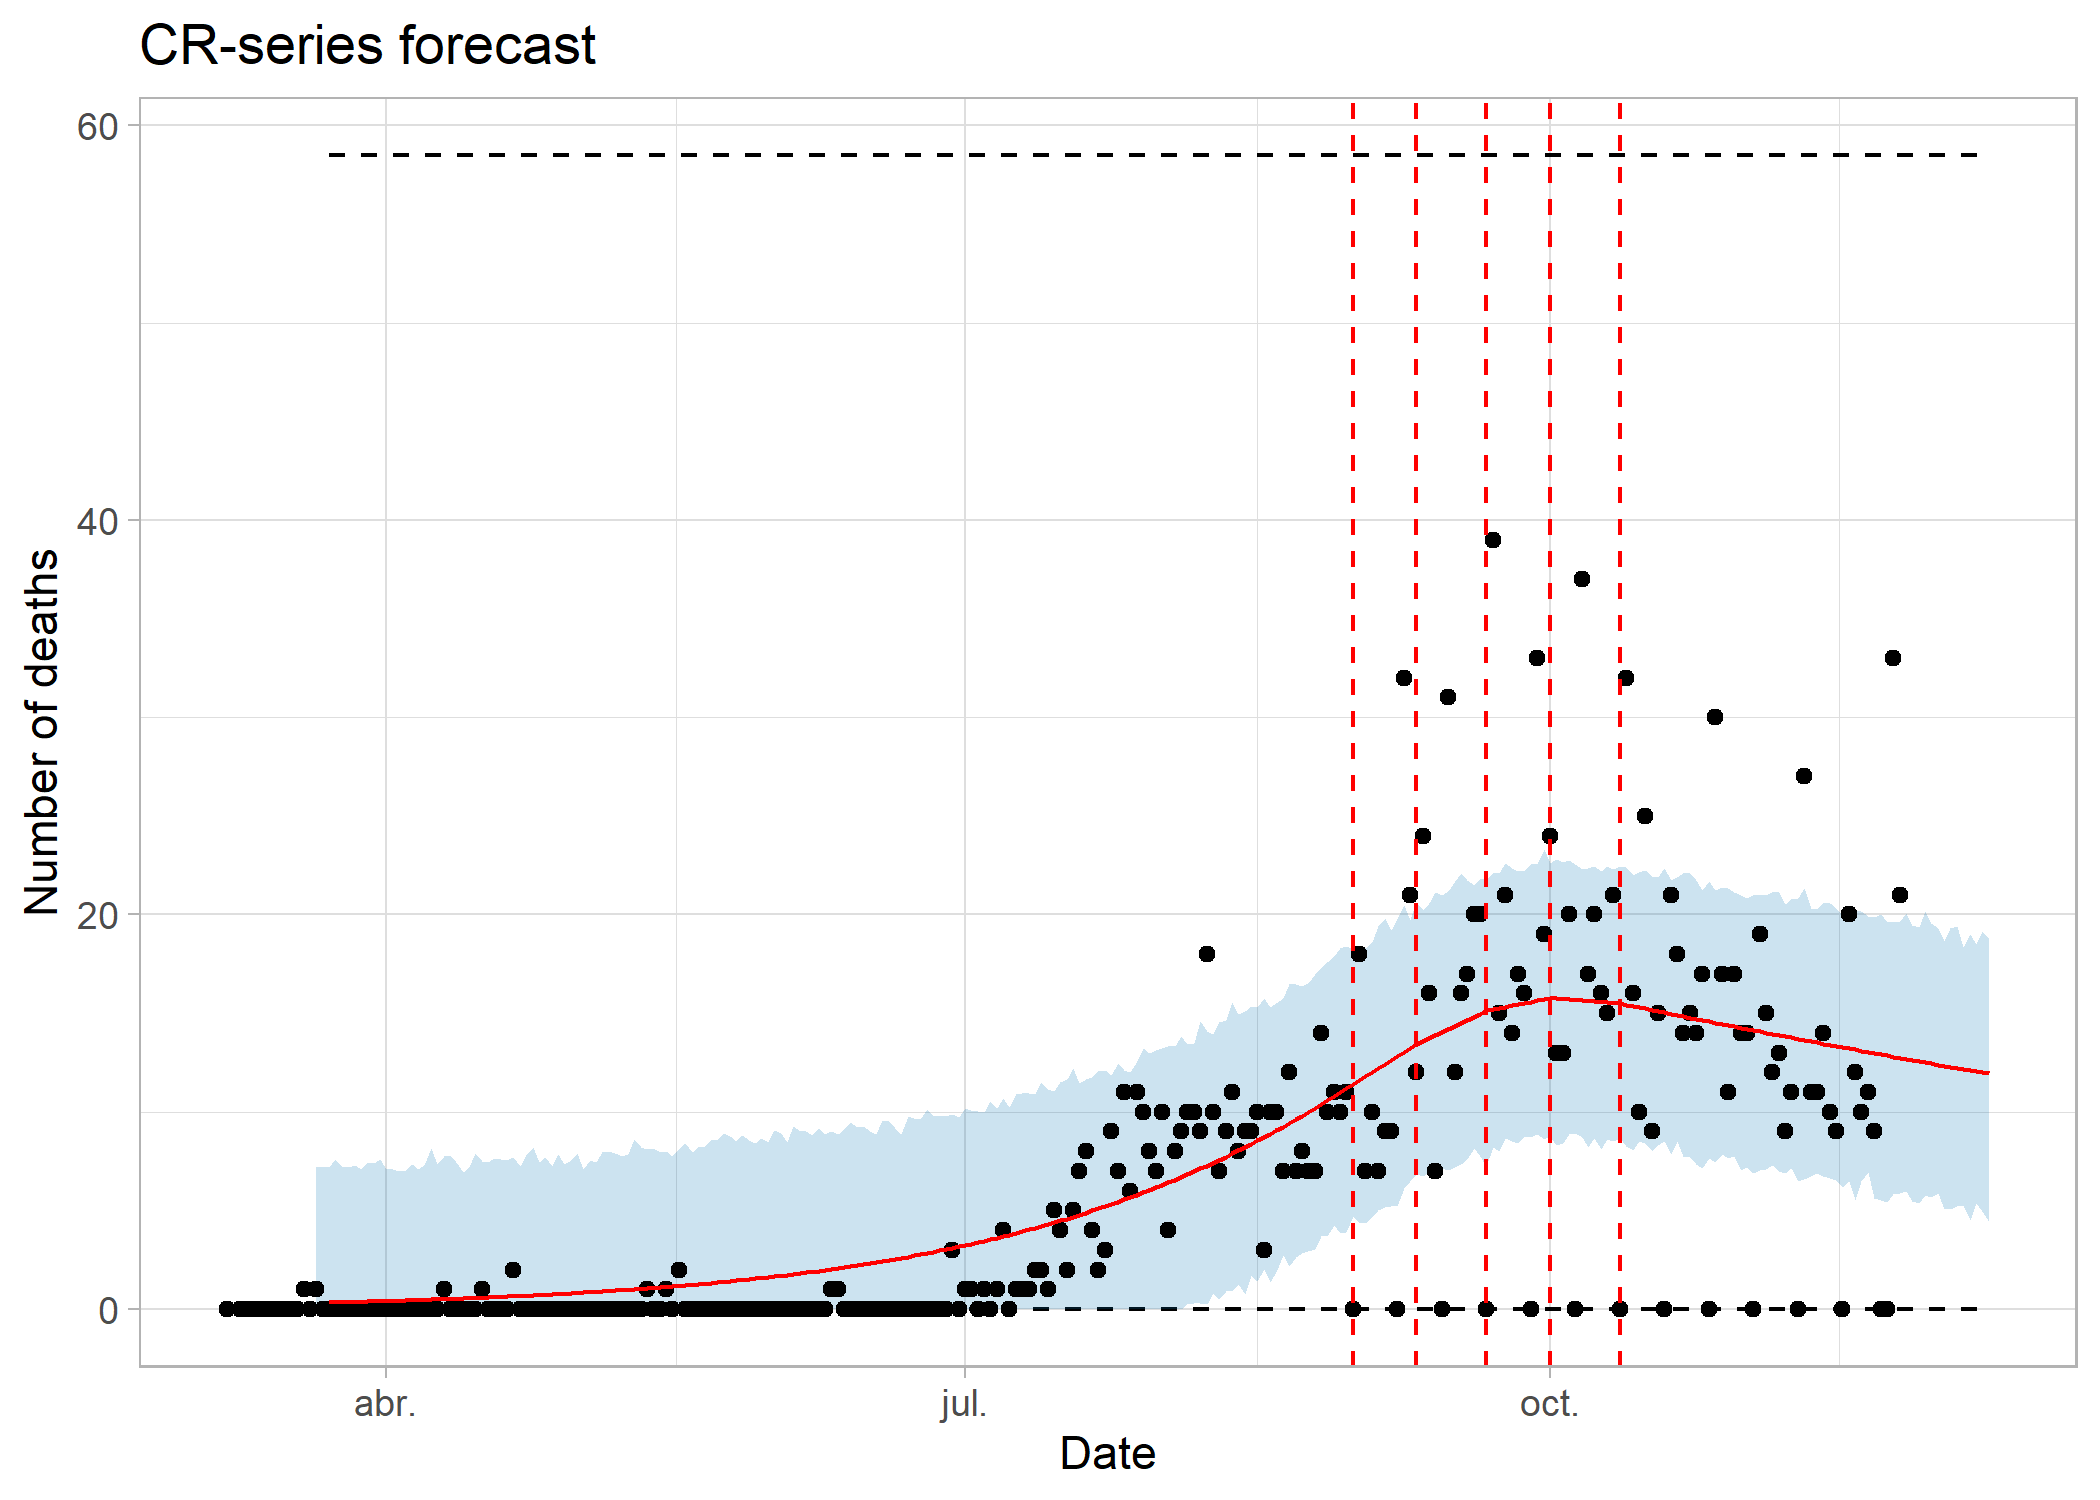 CR-series forecast
Number of deaths
60
40
20
0
abr.
jul.
oct.
Date